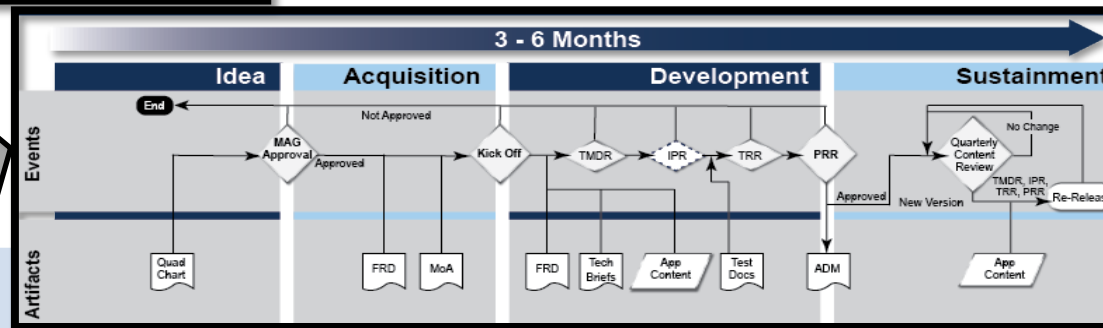 3 - 6 Months
Idea
Acquisition
Development
Sustainment
Events
End
Not Approved
MAG
Approval
Approved
Kick Off
TMDR
IPR
TRR
PRR
Approved
New Version
Quarterly
Content
Review
No Change
TMDR, IPR,
TRR, PRR
Re-Releas
Artifacts
Quad
Chart
FRD
MoA
FRD
Tech
Briefs
App
Content
Test
Docs
ADM
App
Content